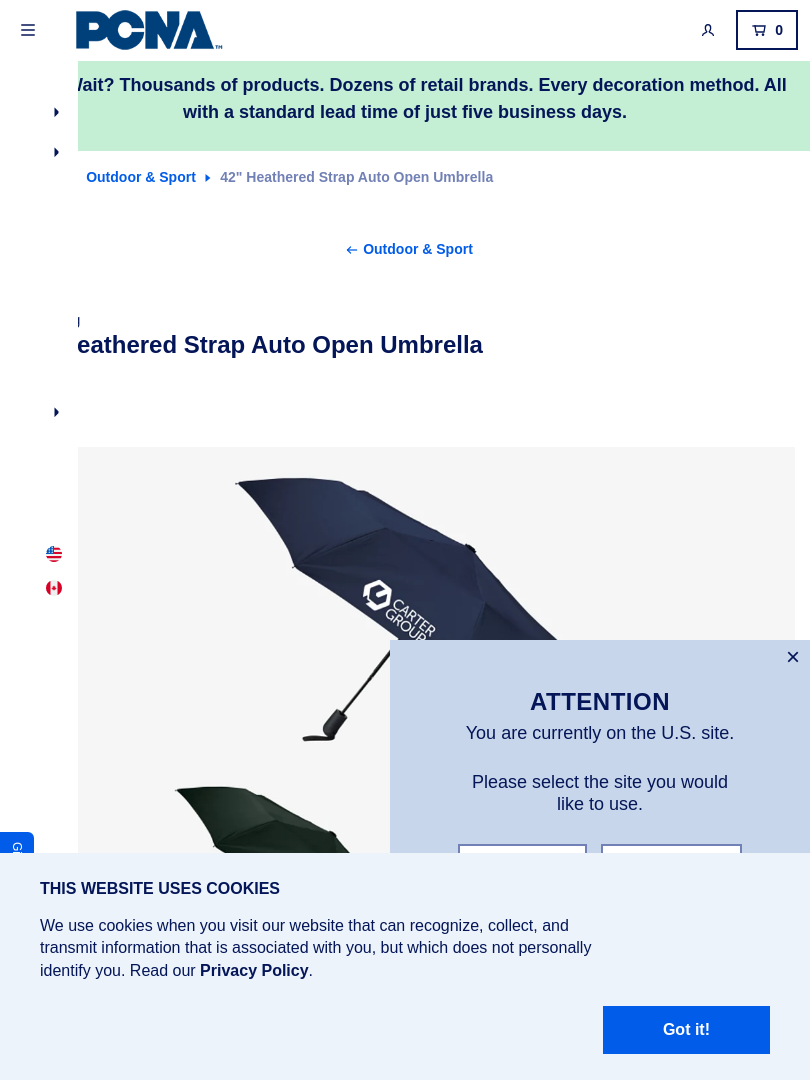 PCNA™
0
Wait? Thousands of products. Dozens of retail brands. Every decoration method. All
with a standard lead time of just five business days.
Outdoor & Sport
42" Heathered Strap Auto Open Umbrella
Outdoor & Sport
eathered Strap Auto Open Umbrella
CARTER
GROUP
ATTENTION
You are currently on the U.S. site.
Please select the site you would
like to use.
THIS WEBSITE USES COOKIES
We use cookies when you visit our website that can recognize, collect, and
transmit information that is associated with you, but which does not personally
identify you. Read our Privacy Policy.
Got it!